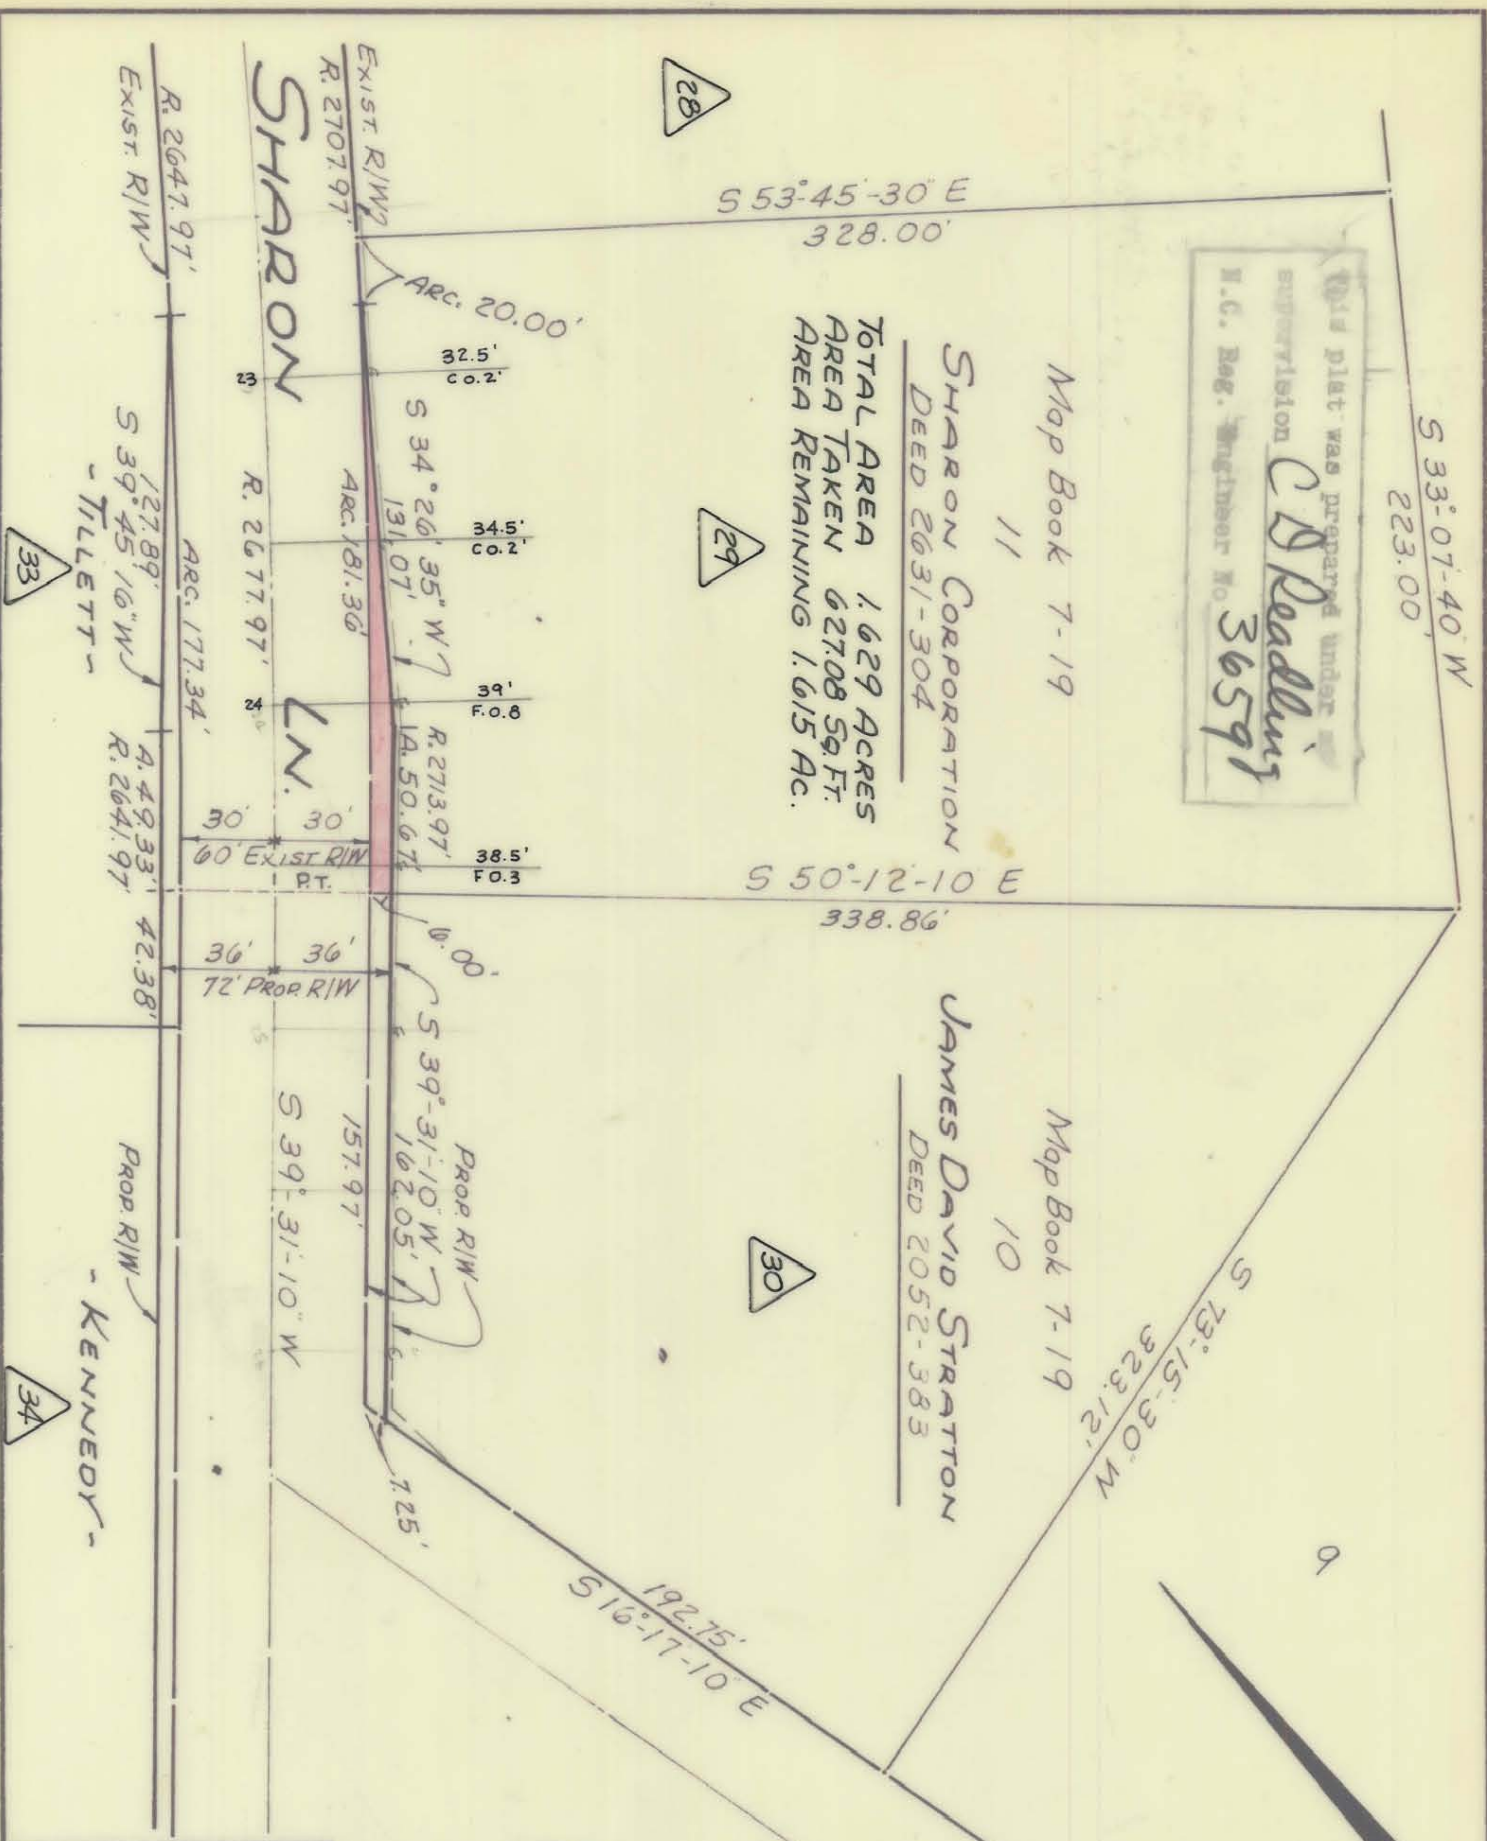 S 33°-07-40 W
223.00'
This plat was prepared under my
supervision C D Readling
N.C. Reg. Engineer No 3659
28
S 53°-45-30 E
328.00'
Map Book 7-19
11
SHARON CORPORATION
DEED 2631-304
TOTAL AREA 1.629 ACRES
AREA TAKEN 627.08 SQ. FT.
AREA REMAINING 1.615 AC.
29
S 50°-12-10 E
338.86'
Map Book 7-19
10
JAMES DAVID STRATTON
DEED 2052-383
30
9
S 73°-15-30" W
323.12'
192.75'
S 16°-17-10" E
EXIST. R/W
R. 2707.97'
ARC. 20.00'
32.5'
C 0.2'
34.5'
C 0.2'
39'
F. 0.8
38.5'
F 0.3
S 34° 26' 35" W
131.07'
R. 2713.97'
A. 50.67'
ARC. 181.36'
6.00'
PROP. R/W
S 39°-31-10" W
162.05'
157.97'
7.25'
SHARON LN.
23
24
R. 2677.97'
S 39°-31-10" W
30'
30'
60' EXIST R/W
P.T.
36'
36'
72' PROP. R/W
R. 2647.97'
EXIST. R/W
ARC. 177.34'
127.89'
S 39° 45' 16" W
A. 49.33'
R. 2641.97'
42.38'
- TILLETT -
33
PROP. R/W
- KENNEDY -
34